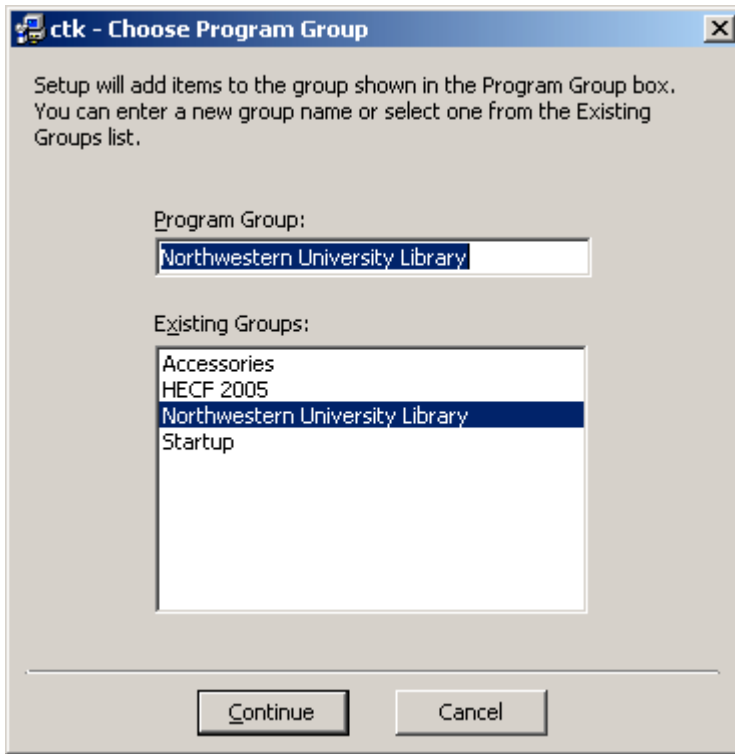 ctk - Choose Program Group
Setup will add items to the group shown in the Program Group box.
You can enter a new group name or select one from the Existing
Groups list.
Program Group:
Northwestern University Library
Existing Groups:
Accessories
HECF 2005
Northwestern University Library
Startup
Continue
Cancel